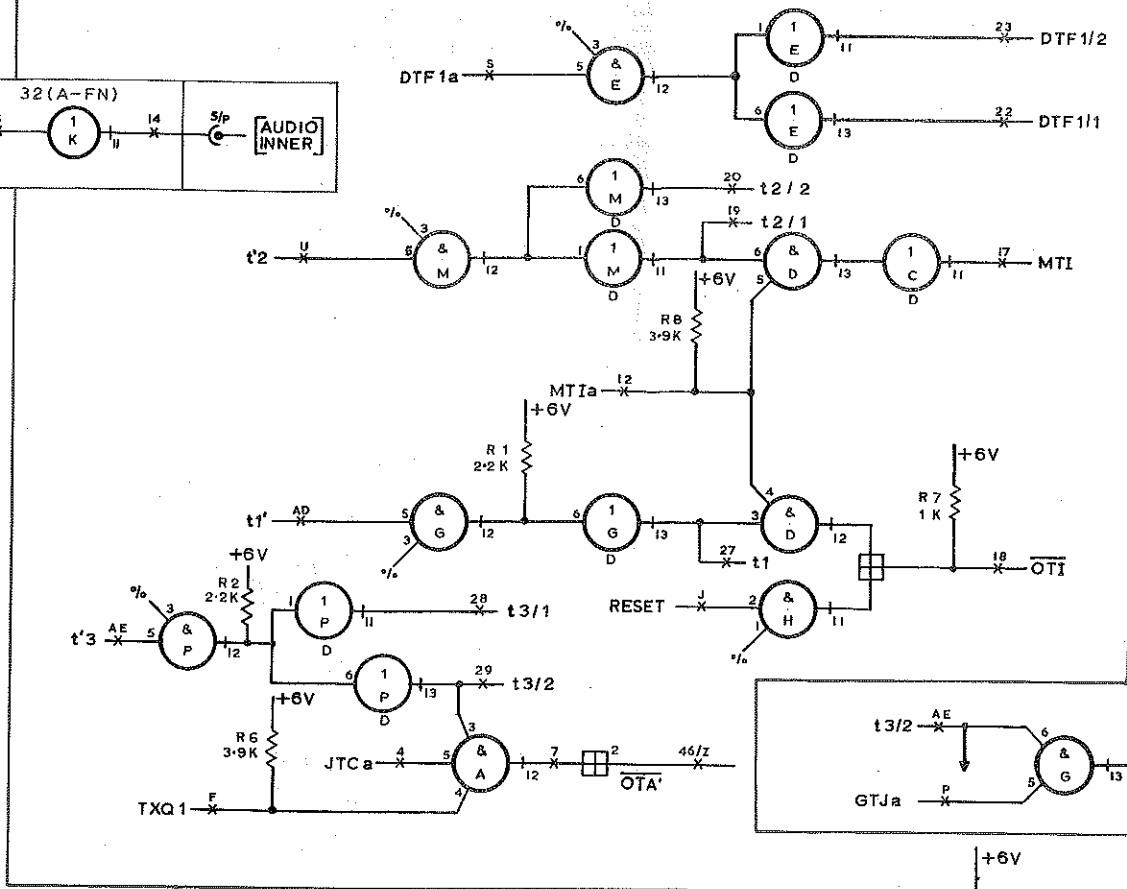 23
% 3 1 1 E 11 DTF1/2
D
DTF1a S 5 & E 12
32(A-FN)
1 K 11 14 S/P [AUDIO INNER]
6 1 E 13 22 DTF1/1
D
6 1 M 13 20 t2/2
D
19 t2/1
% 3
t'2 U 6 & M 12 1 1 M 11 6 & D 13 1 C 11 17 MTI
D D
+6V 5
R8
3·9K
MTIa 12
+6V
R1
2·2K
+6V
R7
1K
4
t1' AD 5 & G 12 6 1 G 13 3 & D 12
3 % D
27 t1
18 OTI
+6V
R2
2·2K
RESET J 2 & H 11
1 %
% 3
t'3 AE 5 & P 12
1 1 P 11 28 t3/1
D
6 1 P 13 29 t3/2
D
+6V
R6
3·9K
3
JTCa 4 5 & A 12 7 2 46/Z
OTA'
4
TXQ1 F
t3/2 AE 6 & G 13
GTJa P 5
+6V